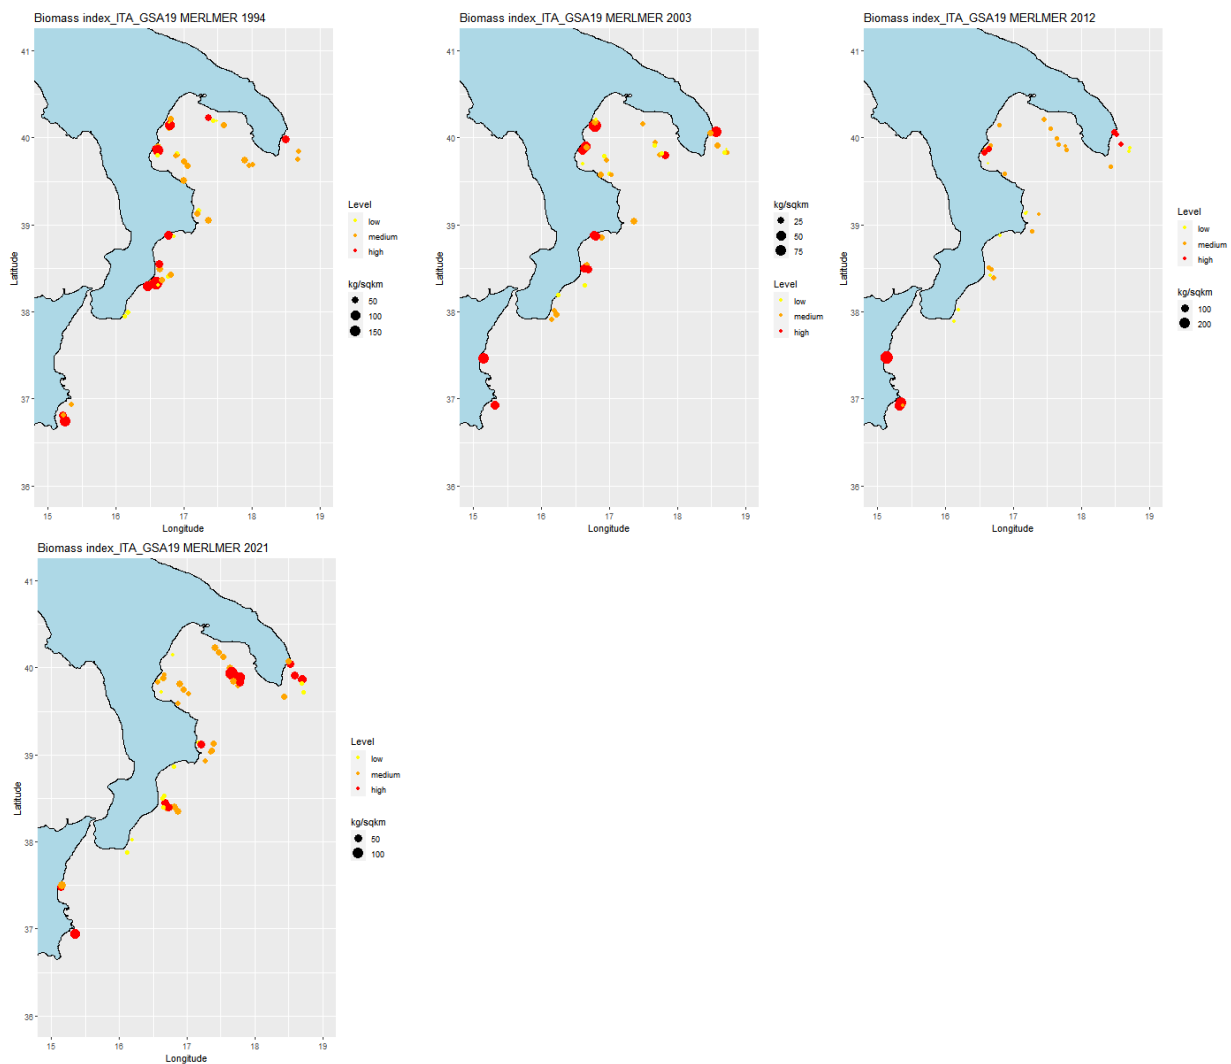 Biomass index_ITA_GSA19 MERLMER 1994
41
40
39
38
37
36
Latitude
15
16
17
18
19
Longitude
Level
low
medium
high
kg/sqkm
50
100
150
Biomass index_ITA_GSA19 MERLMER 2003
41
40
39
38
37
36
Latitude
15
16
17
18
19
Longitude
kg/sqkm
25
50
75
Level
low
medium
high
Biomass index_ITA_GSA19 MERLMER 2012
41
40
39
38
37
36
Latitude
15
16
17
18
19
Longitude
Level
low
medium
high
kg/sqkm
100
200
Biomass index_ITA_GSA19 MERLMER 2021
41
40
39
38
37
36
Latitude
15
16
17
18
19
Longitude
Level
low
medium
high
kg/sqkm
50
100